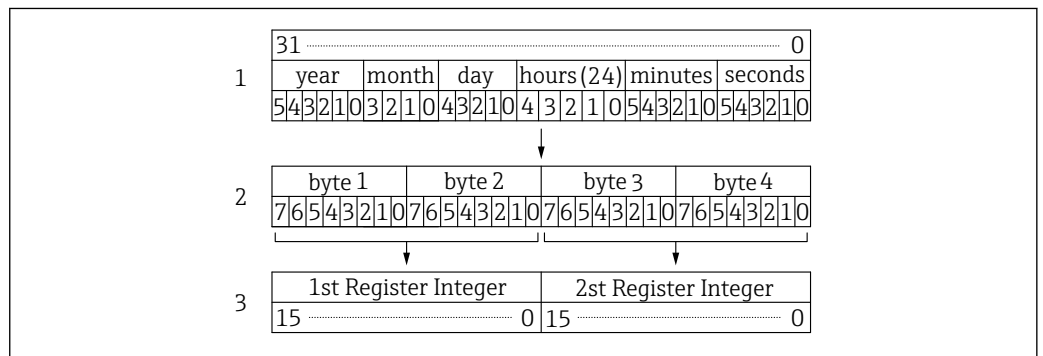 31 0
1 year month day hours (24) minutes seconds
5 4 3 2 1 0 3 2 1 0 4 3 2 1 0 4 3 2 1 0 5 4 3 2 1 0 5 4 3 2 1 0
2 byte 1 byte 2 byte 3 byte 4
7 6 5 4 3 2 1 0 7 6 5 4 3 2 1 0 7 6 5 4 3 2 1 0 7 6 5 4 3 2 1 0
3 1st Register Integer 2st Register Integer
15 0 15 0